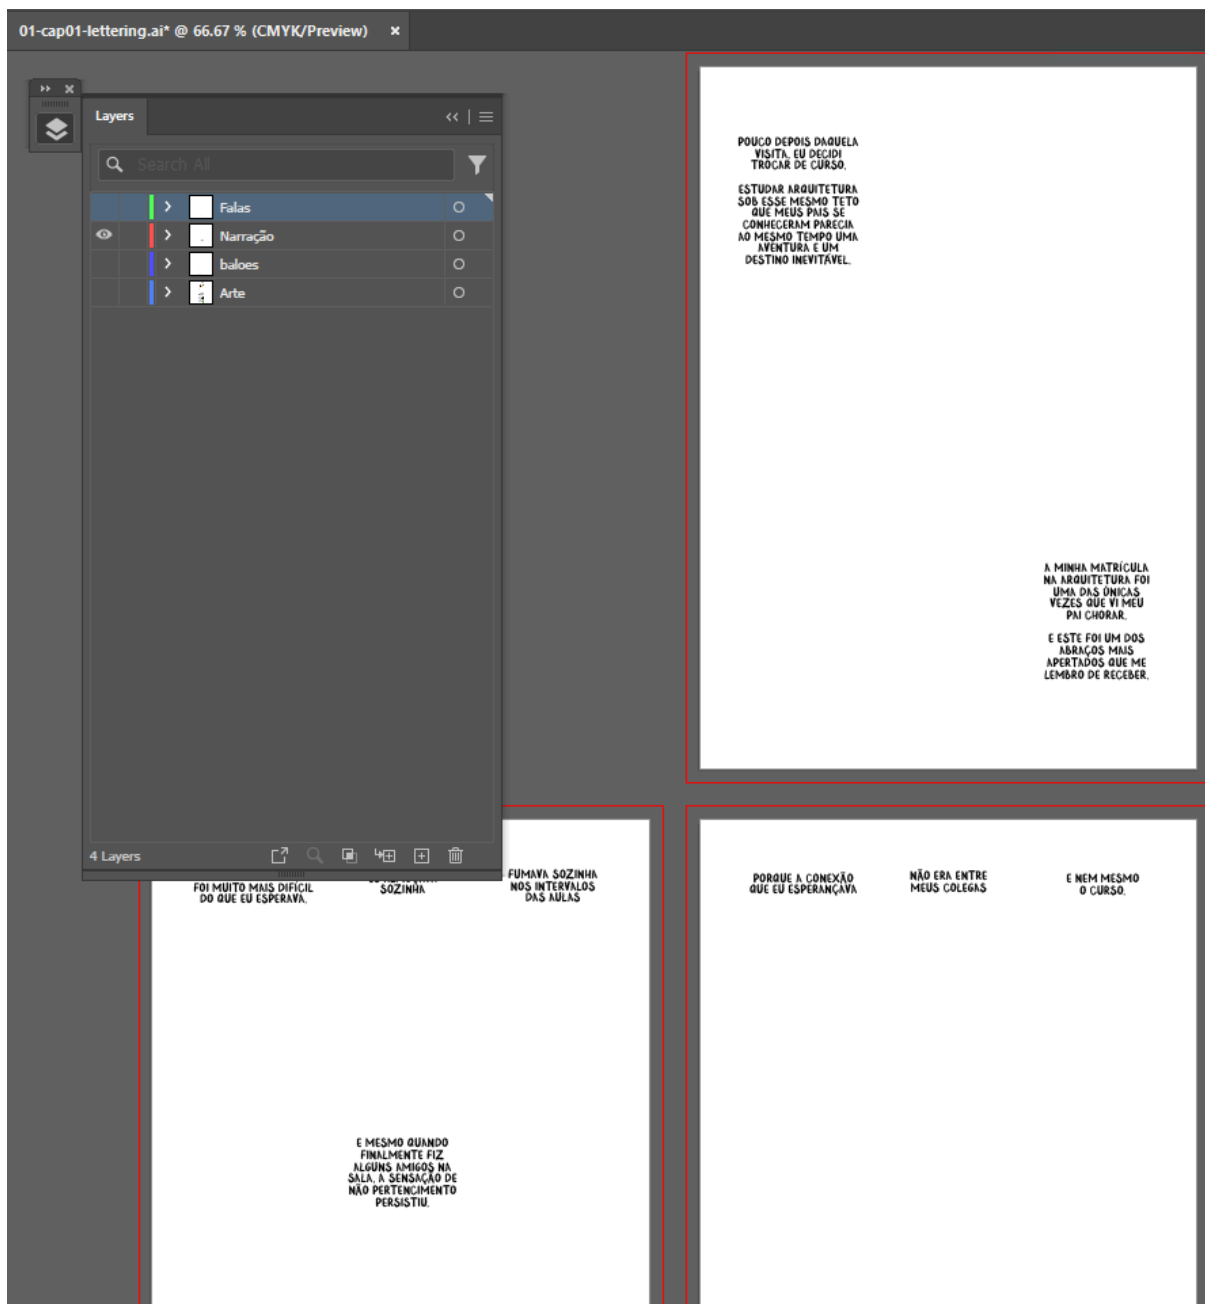 01-cap01-lettering.ai* @ 66.67 % (CMYK/Preview)
Layers
Search All
Falas
Narração
baloes
Arte
4 Layers
POUCO DEPOIS DAQUELA
VISITA, EU DECIDI
TROCAR DE CURSO.
ESTUDAR ARQUITETURA
SOB ESSE MESMO TETO
QUE MEUS PAIS SE
CONHECERAM PARECIA
AO MESMO TEMPO UMA
AVENTURA E UM
DESTINO INEVITÁVEL.
A MINHA MATRÍCULA
NA ARQUITETURA FOI
UMA DAS ÚNICAS
VEZES QUE VI MEU
PAI CHORAR.
E ESTE FOI UM DOS
ABRAÇOS MAIS
APERTADOS QUE ME
LEMBRO DE RECEBER.
FOI MUITO MAIS DIFÍCIL
DO QUE EU ESPERAVA.
SOZINHA
FUMAVA SOZINHA
NOS INTERVALOS
DAS AULAS
E MESMO QUANDO
FINALMENTE FIZ
ALGUNS AMIGOS NA
SALA, A SENSAÇÃO DE
NÃO PERTENCIMENTO
PERSISTIU.
PORQUE A CONEXÃO
QUE EU ESPERANÇAVA
NÃO ERA ENTRE
MEUS COLEGAS
E NEM MESMO
O CURSO.